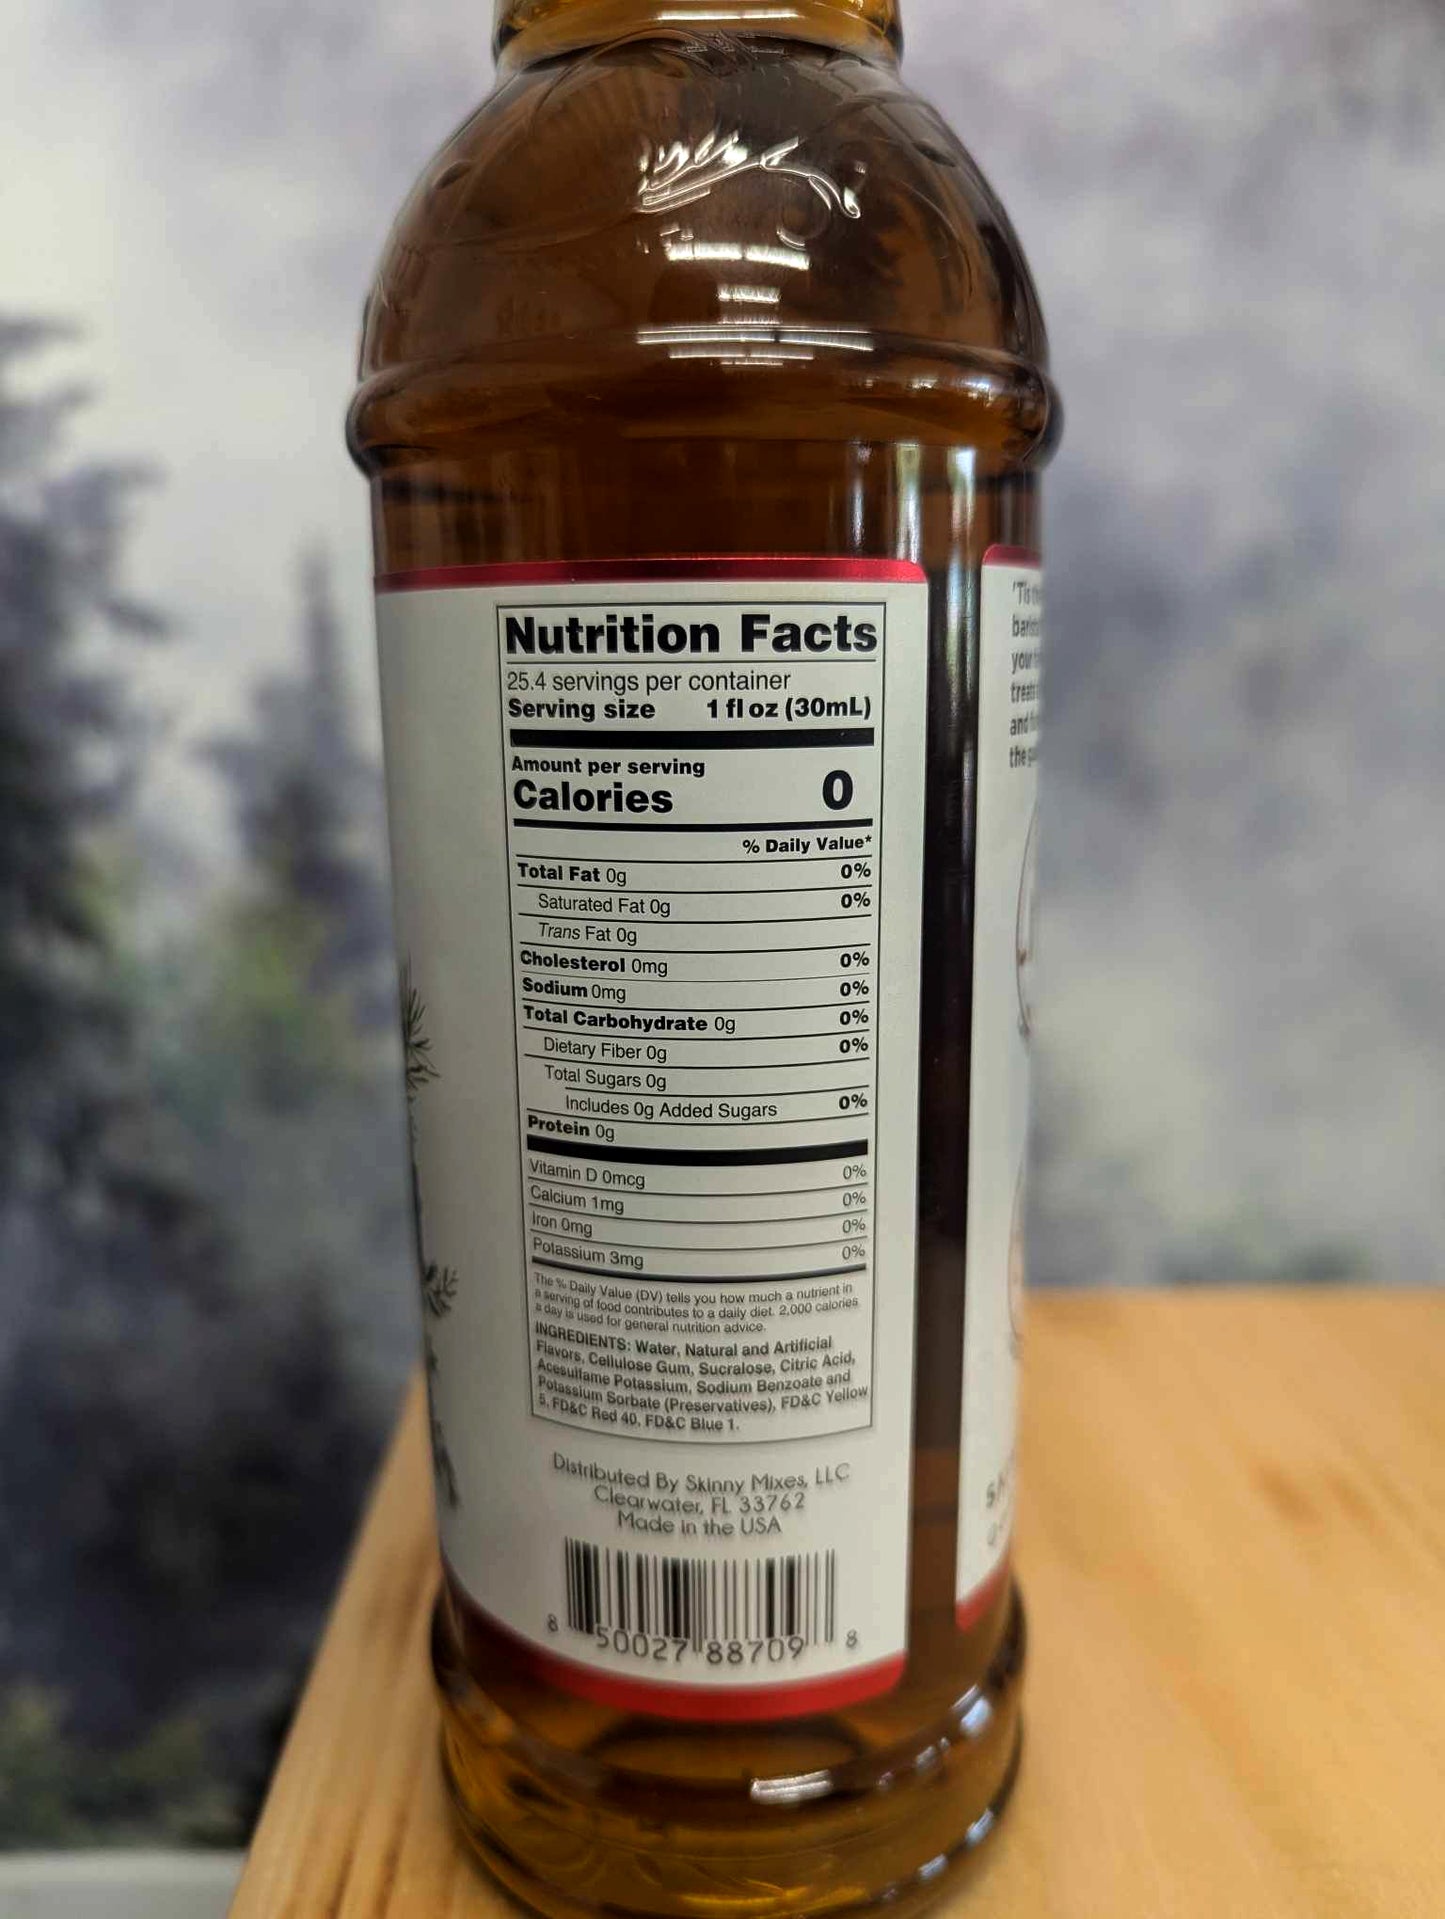 Nutrition Facts
25.4 servings per container
Serving size 1 fl oz (30mL)
Amount per serving
Calories 0
% Daily Value*
Total Fat 0g 0%
Saturated Fat 0g 0%
Trans Fat 0g
Cholesterol 0mg 0%
Sodium 0mg 0%
Total Carbohydrate 0g 0%
Dietary Fiber 0g 0%
Total Sugars 0g
Includes 0g Added Sugars 0%
Protein 0g
Vitamin D 0mcg 0%
Calcium 1mg 0%
Iron 0mg 0%
Potassium 3mg 0%
The % Daily Value (DV) tells you how much a nutrient in
a serving of food contributes to a daily diet. 2,000 calories
a day is used for general nutrition advice.
INGREDIENTS: Water, Natural and Artificial
Flavors, Cellulose Gum, Sucralose, Citric Acid,
Acesulfame Potassium, Sodium Benzoate and
Potassium Sorbate (Preservatives), FD&C Yellow
5, FD&C Red 40, FD&C Blue 1.
Distributed By Skinny Mixes, LLC
Clearwater, FL 33762
Made in the USA
8 50027 88709 8
'Tis
your
and
the